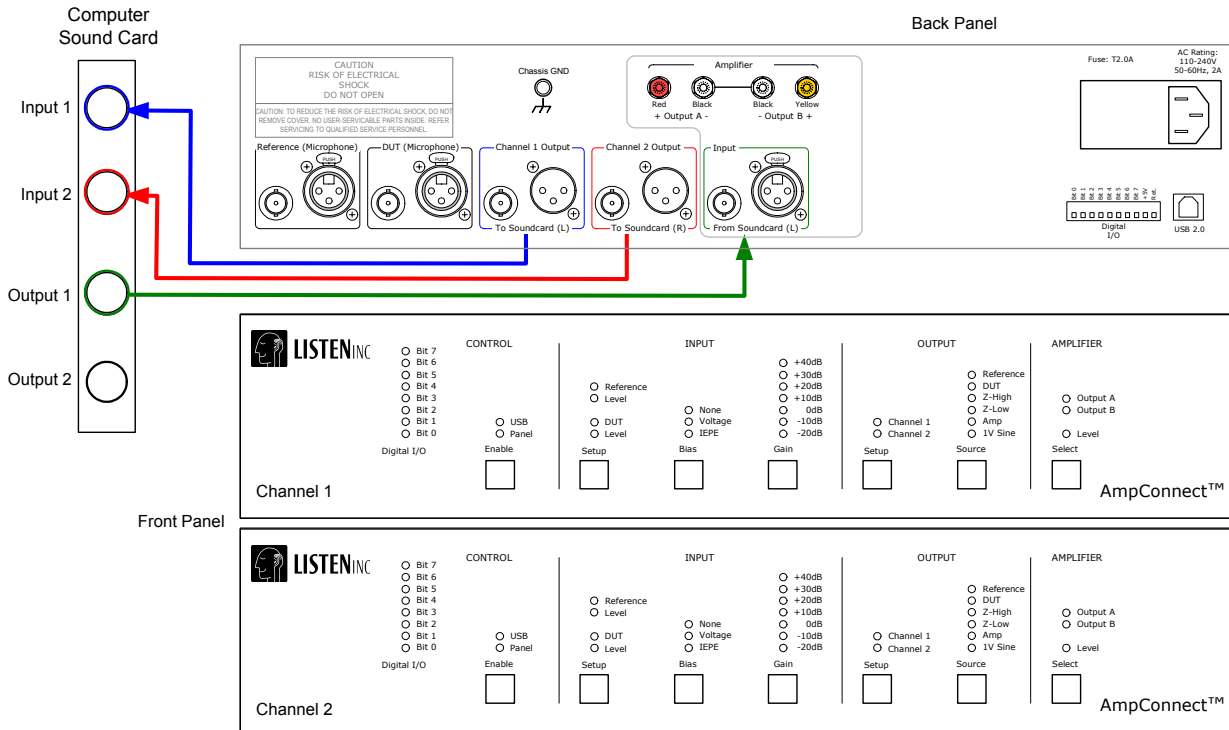 Computer
Sound Card
Input 1
Input 2
Output 1
Output 2
Back Panel
CAUTION
RISK OF ELECTRICAL
SHOCK
DO NOT OPEN
CAUTION: TO REDUCE THE RISK OF ELECTRICAL SHOCK, DO NOT
REMOVE COVER. NO USER-SERVICABLE PARTS INSIDE. REFER
SERVICING TO QUALIFIED SERVICE PERSONNEL.
Chassis GND
Amplifier
Red
Black
Black
Yellow
+ Output A -
- Output B +
Fuse: T2.0A
AC Rating:
110-240V
50-60Hz, 2A
Reference (Microphone)
PUSH
DUT (Microphone)
PUSH
Channel 1 Output
To Soundcard (L)
Channel 2 Output
To Soundcard (R)
Input
PUSH
From Soundcard (L)
Bit 0
Bit 1
Bit 2
Bit 3
Bit 4
Bit 5
Bit 6
Bit 7
+5V
Ret.
Digital
I/O
USB 2.0
Front Panel
LISTENINC
Bit 7
Bit 6
Bit 5
Bit 4
Bit 3
Bit 2
Bit 1
Bit 0
Digital I/O
CONTROL
USB
Panel
Enable
INPUT
Reference
Level
DUT
Level
Setup
None
Voltage
IEPE
Bias
+40dB
+30dB
+20dB
+10dB
0dB
-10dB
-20dB
Gain
OUTPUT
Channel 1
Channel 2
Setup
Reference
DUT
Z-High
Z-Low
Amp
1V Sine
Source
AMPLIFIER
Output A
Output B
Level
Select
Channel 1
AmpConnect™
LISTENINC
Bit 7
Bit 6
Bit 5
Bit 4
Bit 3
Bit 2
Bit 1
Bit 0
Digital I/O
CONTROL
USB
Panel
Enable
INPUT
Reference
Level
DUT
Level
Setup
None
Voltage
IEPE
Bias
+40dB
+30dB
+20dB
+10dB
0dB
-10dB
-20dB
Gain
OUTPUT
Channel 1
Channel 2
Setup
Reference
DUT
Z-High
Z-Low
Amp
1V Sine
Source
AMPLIFIER
Output A
Output B
Level
Select
Channel 2
AmpConnect™